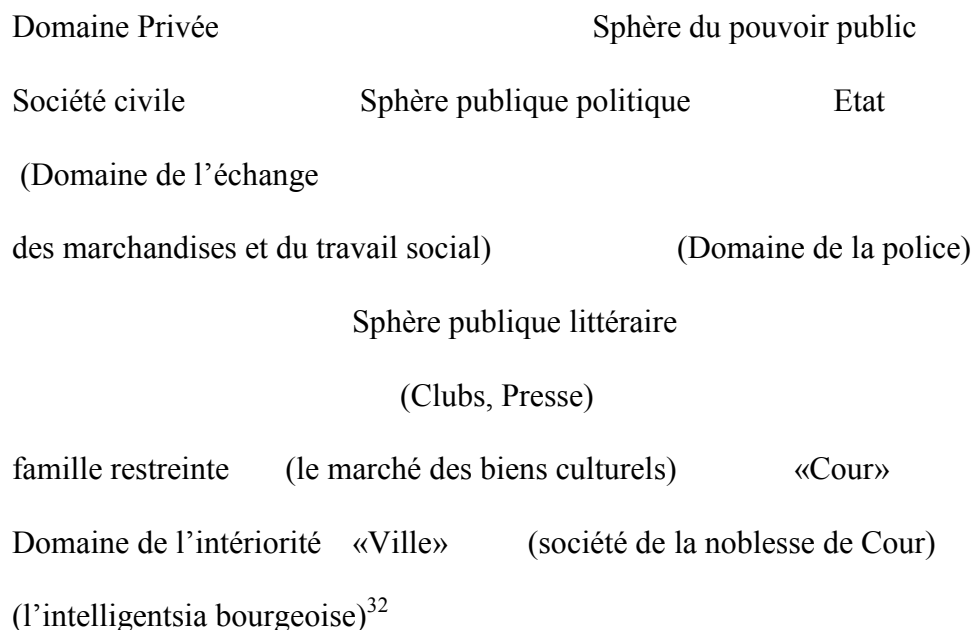 Domaine Privée Sphère du pouvoir public
Société civile Sphère publique politique Etat
(Domaine de l’échange
des marchandises et du travail social) (Domaine de la police)
Sphère publique littéraire
(Clubs, Presse)
famille restreinte (le marché des biens culturels) «Cour»
Domaine de l’intériorité «Ville» (société de la noblesse de Cour)
(l’intelligentsia bourgeoise)32